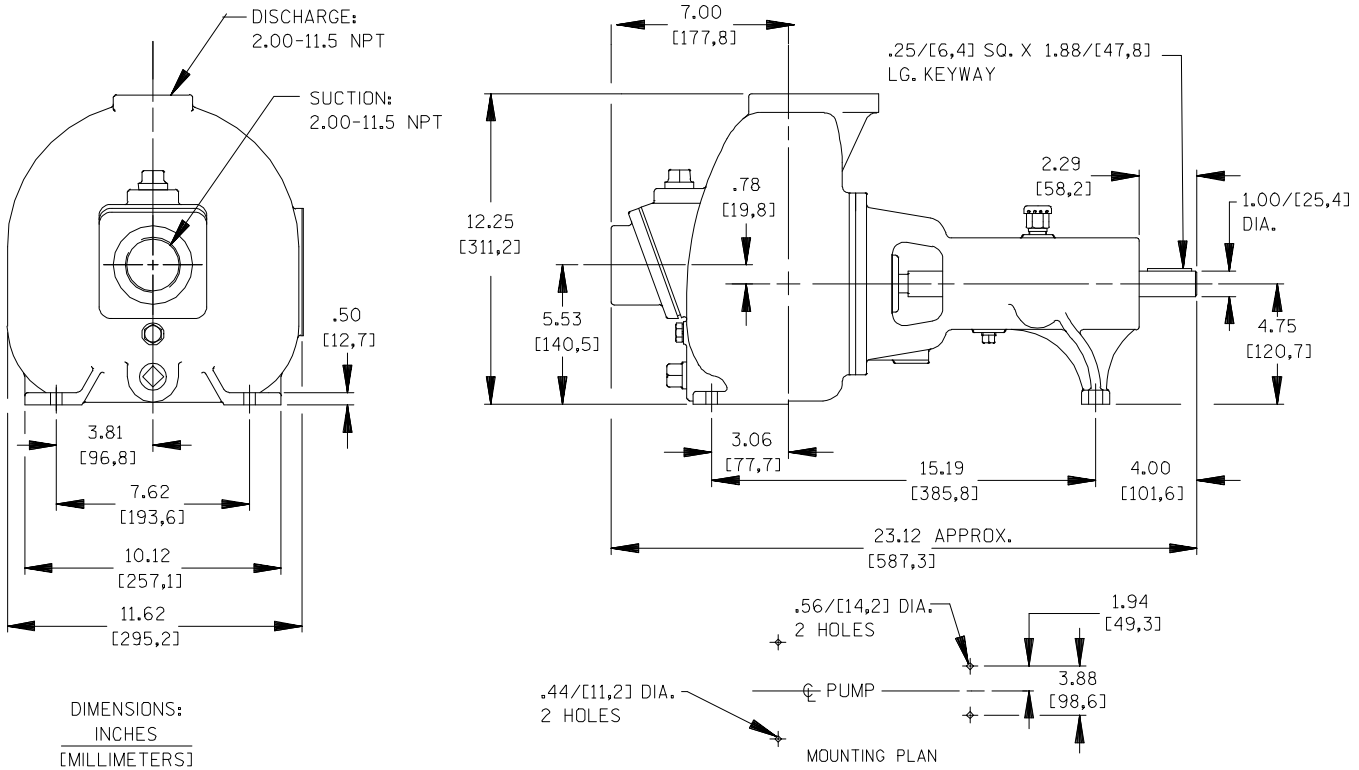 DISCHARGE:
2.00-11.5 NPT
SUCTION:
2.00-11.5 NPT
.50
[12,7]
3.81
[96,8]
7.62
[193,6]
10.12
[257,1]
11.62
[295,2]
DIMENSIONS:
INCHES
[MILLIMETERS]
7.00
[177,8]
.25/[6,4] SQ. X 1.88/[47,8]
LG. KEYWAY
12.25
[311,2]
.78
[19,8]
2.29
[58,2]
1.00/[25,4]
DIA.
5.53
[140,5]
4.75
[120,7]
3.06
[77,7]
15.19
[385,8]
4.00
[101,6]
23.12 APPROX.
[587,3]
.56/[14,2] DIA.
2 HOLES
1.94
[49,3]
.44/[11,2] DIA.
2 HOLES
℄ PUMP
3.88
[98,6]
MOUNTING PLAN